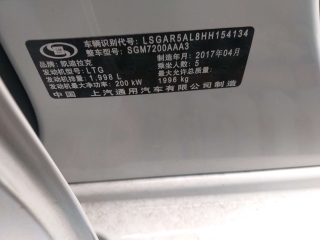 车辆识别代号: LSGAR5AL8HH154134
整车型号: SGM7200AAA3
品牌: 凯迪拉克 制造年月: 2017年04月
发动机型号: LTG 乘坐人数: 5
发动机排量: 1.998 L 最大允许总质量:
发动机最大净功率: 200 kW 1996 kg
中国 上汽通用汽车有限公司制造